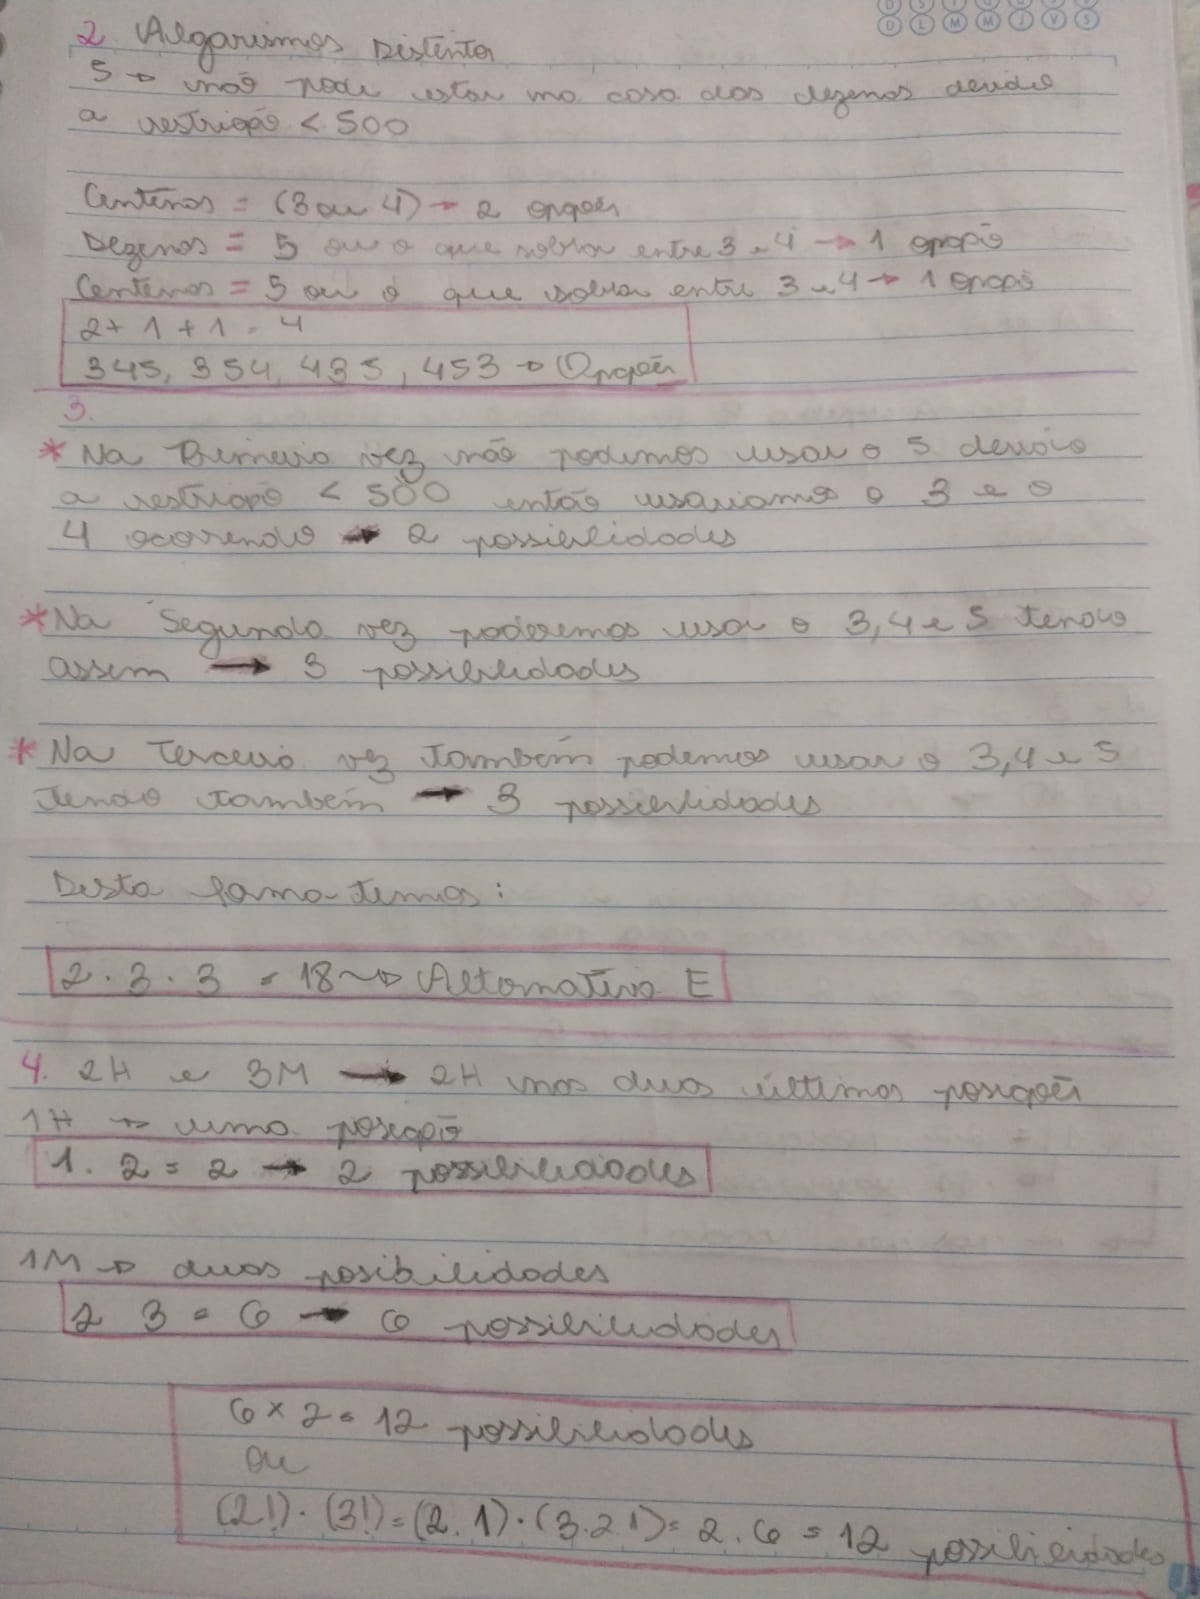 D S T Q Q S S
D L M M J V S
2. Algarismos Distintos
5 → não pode estar na casa das dezenas devido
a restrição < 500
Centenas = (3 ou 4) → 2 opções
Dezenas = 5 ou o que sobra entre 3 e 4 → 1 opção
Centenas = 5 ou o que sobra entre 3 e 4 → 1 opção
2 + 1 + 1 = 4
345, 354, 435, 453 → Opções
3.
* Na Primeira vez não podemos usar o 5 devido
a restrição < 500 então usariamos o 3 e o
4 ocorrendo → 2 possibilidades
* Na Segunda vez poderemos usar o 3,4 e 5 tendo
assim → 3 possibilidades
* Na Terceira vez também podemos usar o 3,4 e 5
tendo também → 3 possibilidades
Desta forma temos:
2 . 3 . 3 = 18 → Alternativa E
4. 2H e 3M → 2H nas duas últimas posições
1H → uma posição
1. 2 = 2 → 2 possibilidades
1M → duas posibilidades
2 3 = 6 → 6 possibilidades
6 x 2 = 12 possibilidades
ou
(2!) . (3!) = (2.1) . (3.2.1) = 2 . 6 = 12 possibilidades